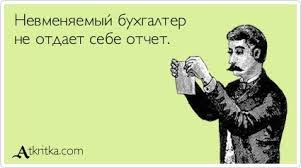 Невменяемый бухгалтер
не отдает себе отчет.
Atkritka.com